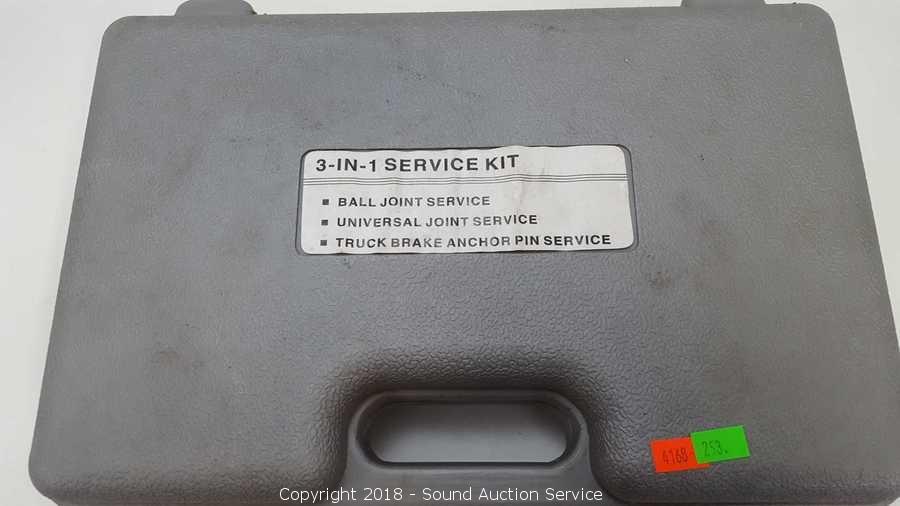 3-IN-1 SERVICE KIT
▪ BALL JOINT SERVICE
▪ UNIVERSAL JOINT SERVICE
▪ TRUCK BRAKE ANCHOR PIN SERVICE
4168- 253.
Copyright 2018 - Sound Auction Service